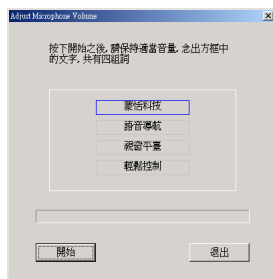 Adjust Microphone Volume
按下開始之後, 請保持適當音量, 念出方框中
的文字, 共有四組詞
蒙恬科技
語音導航
視窗平臺
輕鬆控制
開始
退出